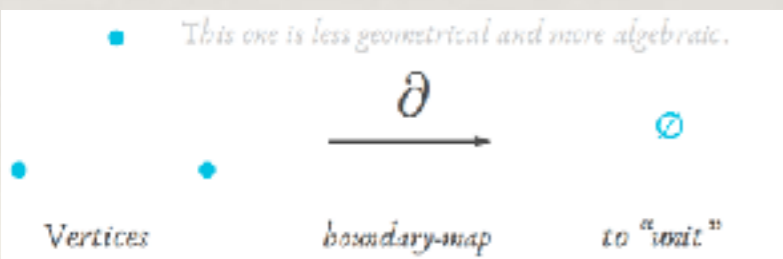 This one is less geometrical and more algebraic.
∂
∅
Vertices boundary-map to “unit”